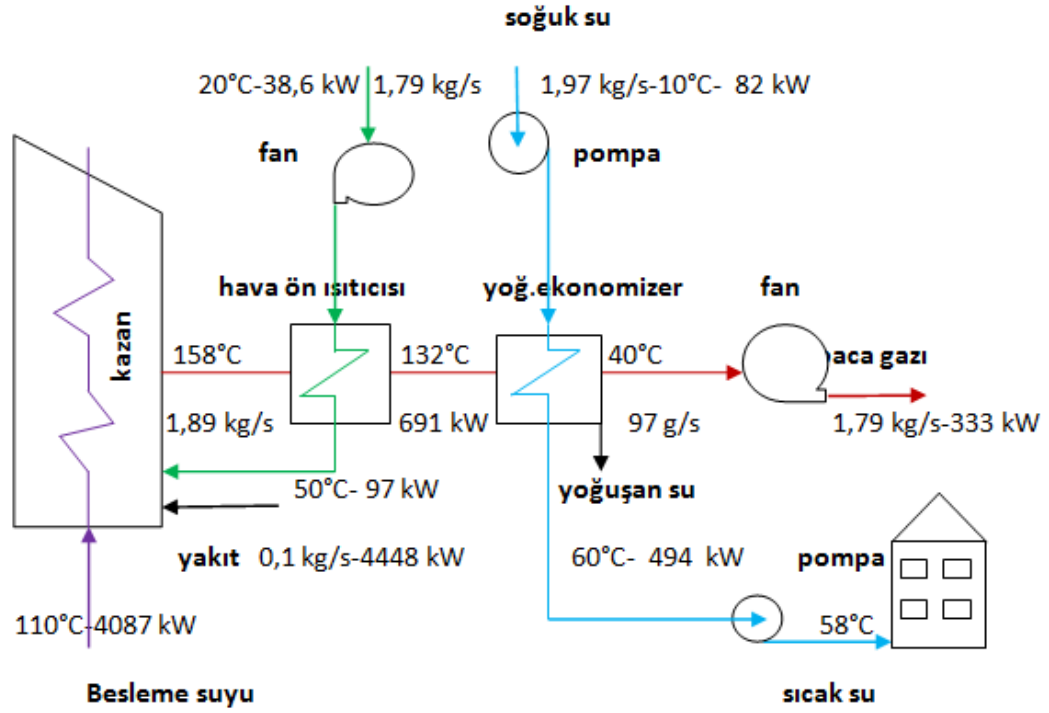 soğuk su
20°C-38,6 kW 1,79 kg/s 1,97 kg/s-10°C- 82 kW
fan pompa
hava ön ısıtıcısı yoğ.ekonomizer fan
kazan
158°C 132°C 40°C aca gazı
1,89 kg/s 691 kW 97 g/s 1,79 kg/s-333 kW
50°C- 97 kW yoğuşan su
yakıt 0,1 kg/s-4448 kW 60°C- 494 kW pompa
110°C-4087 kW 58°C
Besleme suyu sıcak su